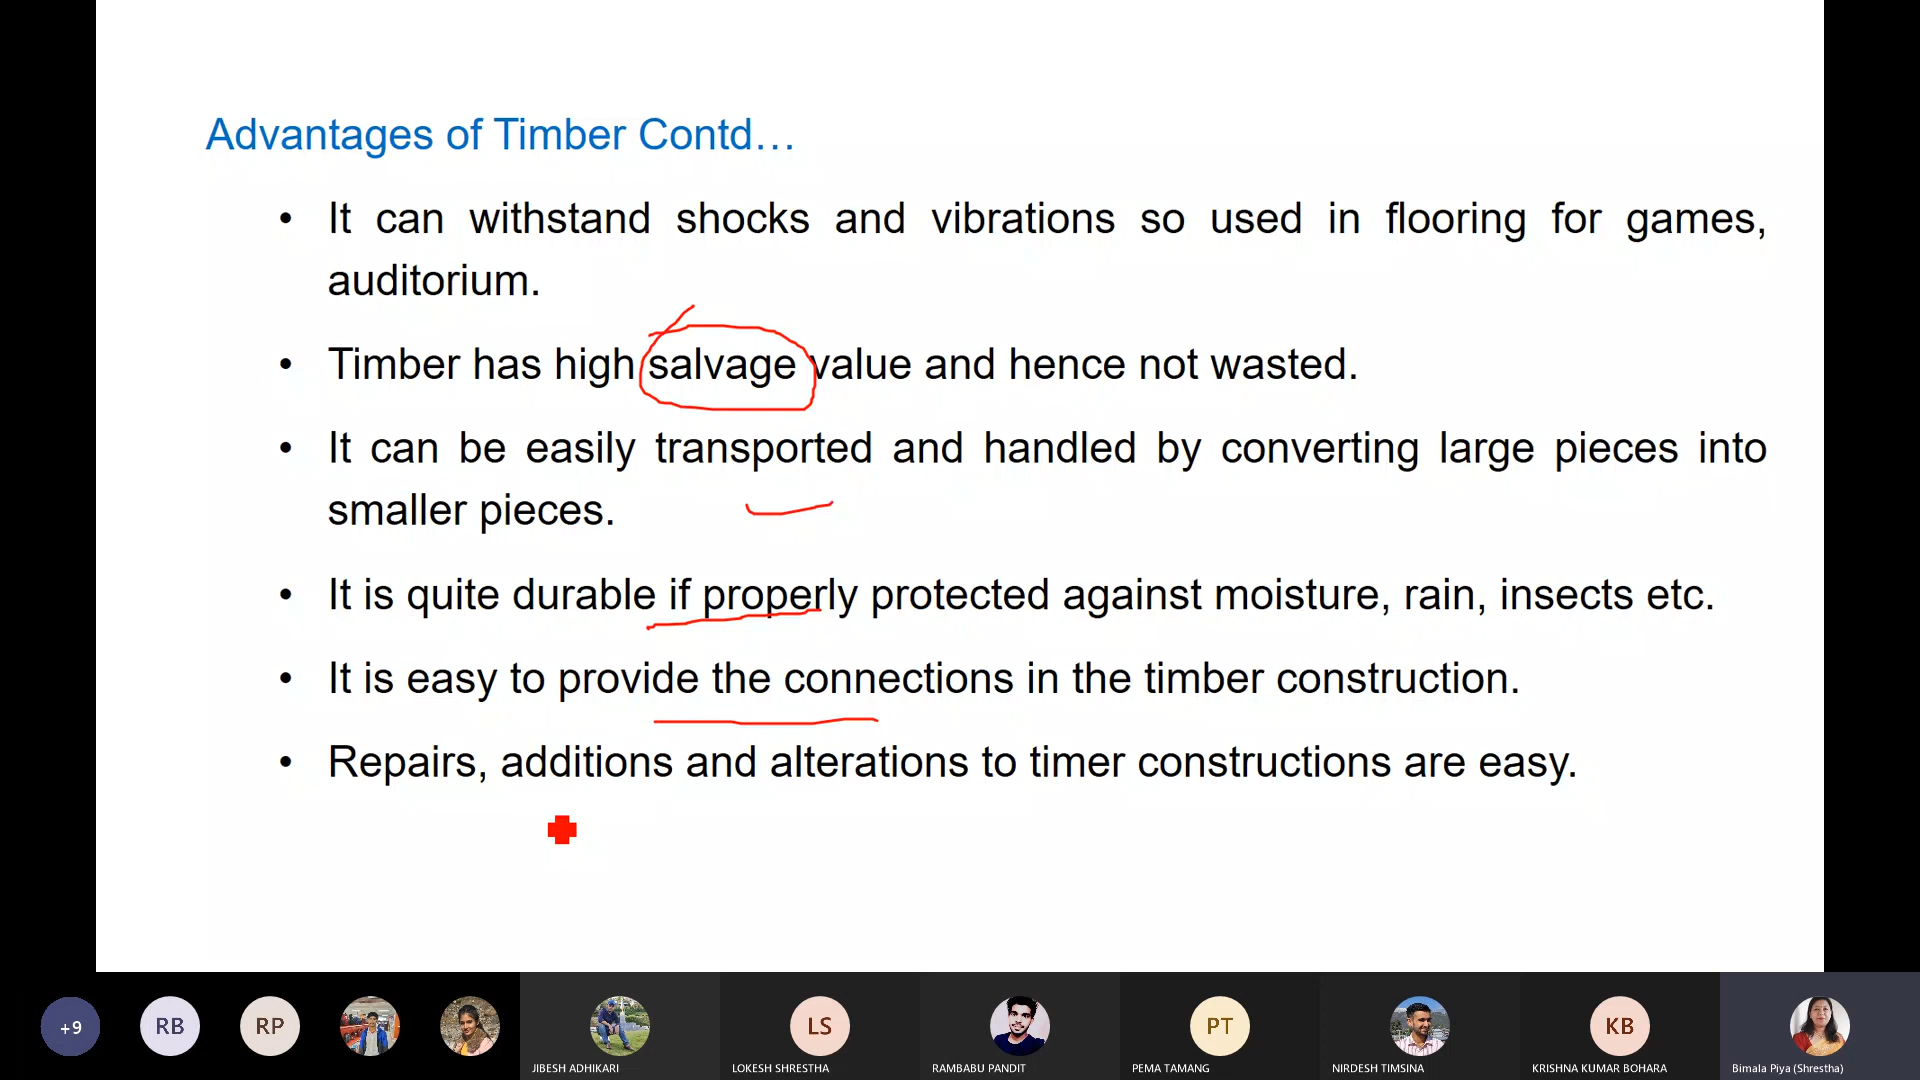 Advantages of Timber Contd…
• It can withstand shocks and vibrations so used in flooring for games,
auditorium.
• Timber has high salvage value and hence not wasted.
• It can be easily transported and handled by converting large pieces into
smaller pieces.
• It is quite durable if properly protected against moisture, rain, insects etc.
• It is easy to provide the connections in the timber construction.
• Repairs, additions and alterations to timer constructions are easy.
+9 RB RP LS PT KB
JIBESH ADHIKARI LOKESH SHRESTHA RAMBABU PANDIT PEMA TAMANG NIRDESH TIMSINA KRISHNA KUMAR BOHARA Bimala Piya (Shrestha)